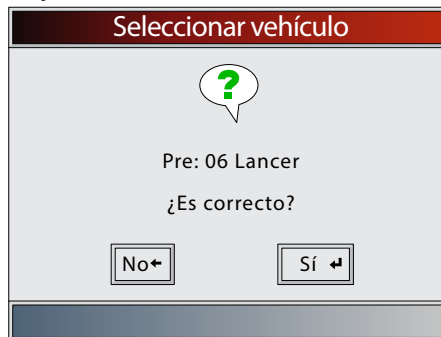 Seleccionar vehículo
?
Pre: 06 Lancer
¿Es correcto?
No← Sí ↵